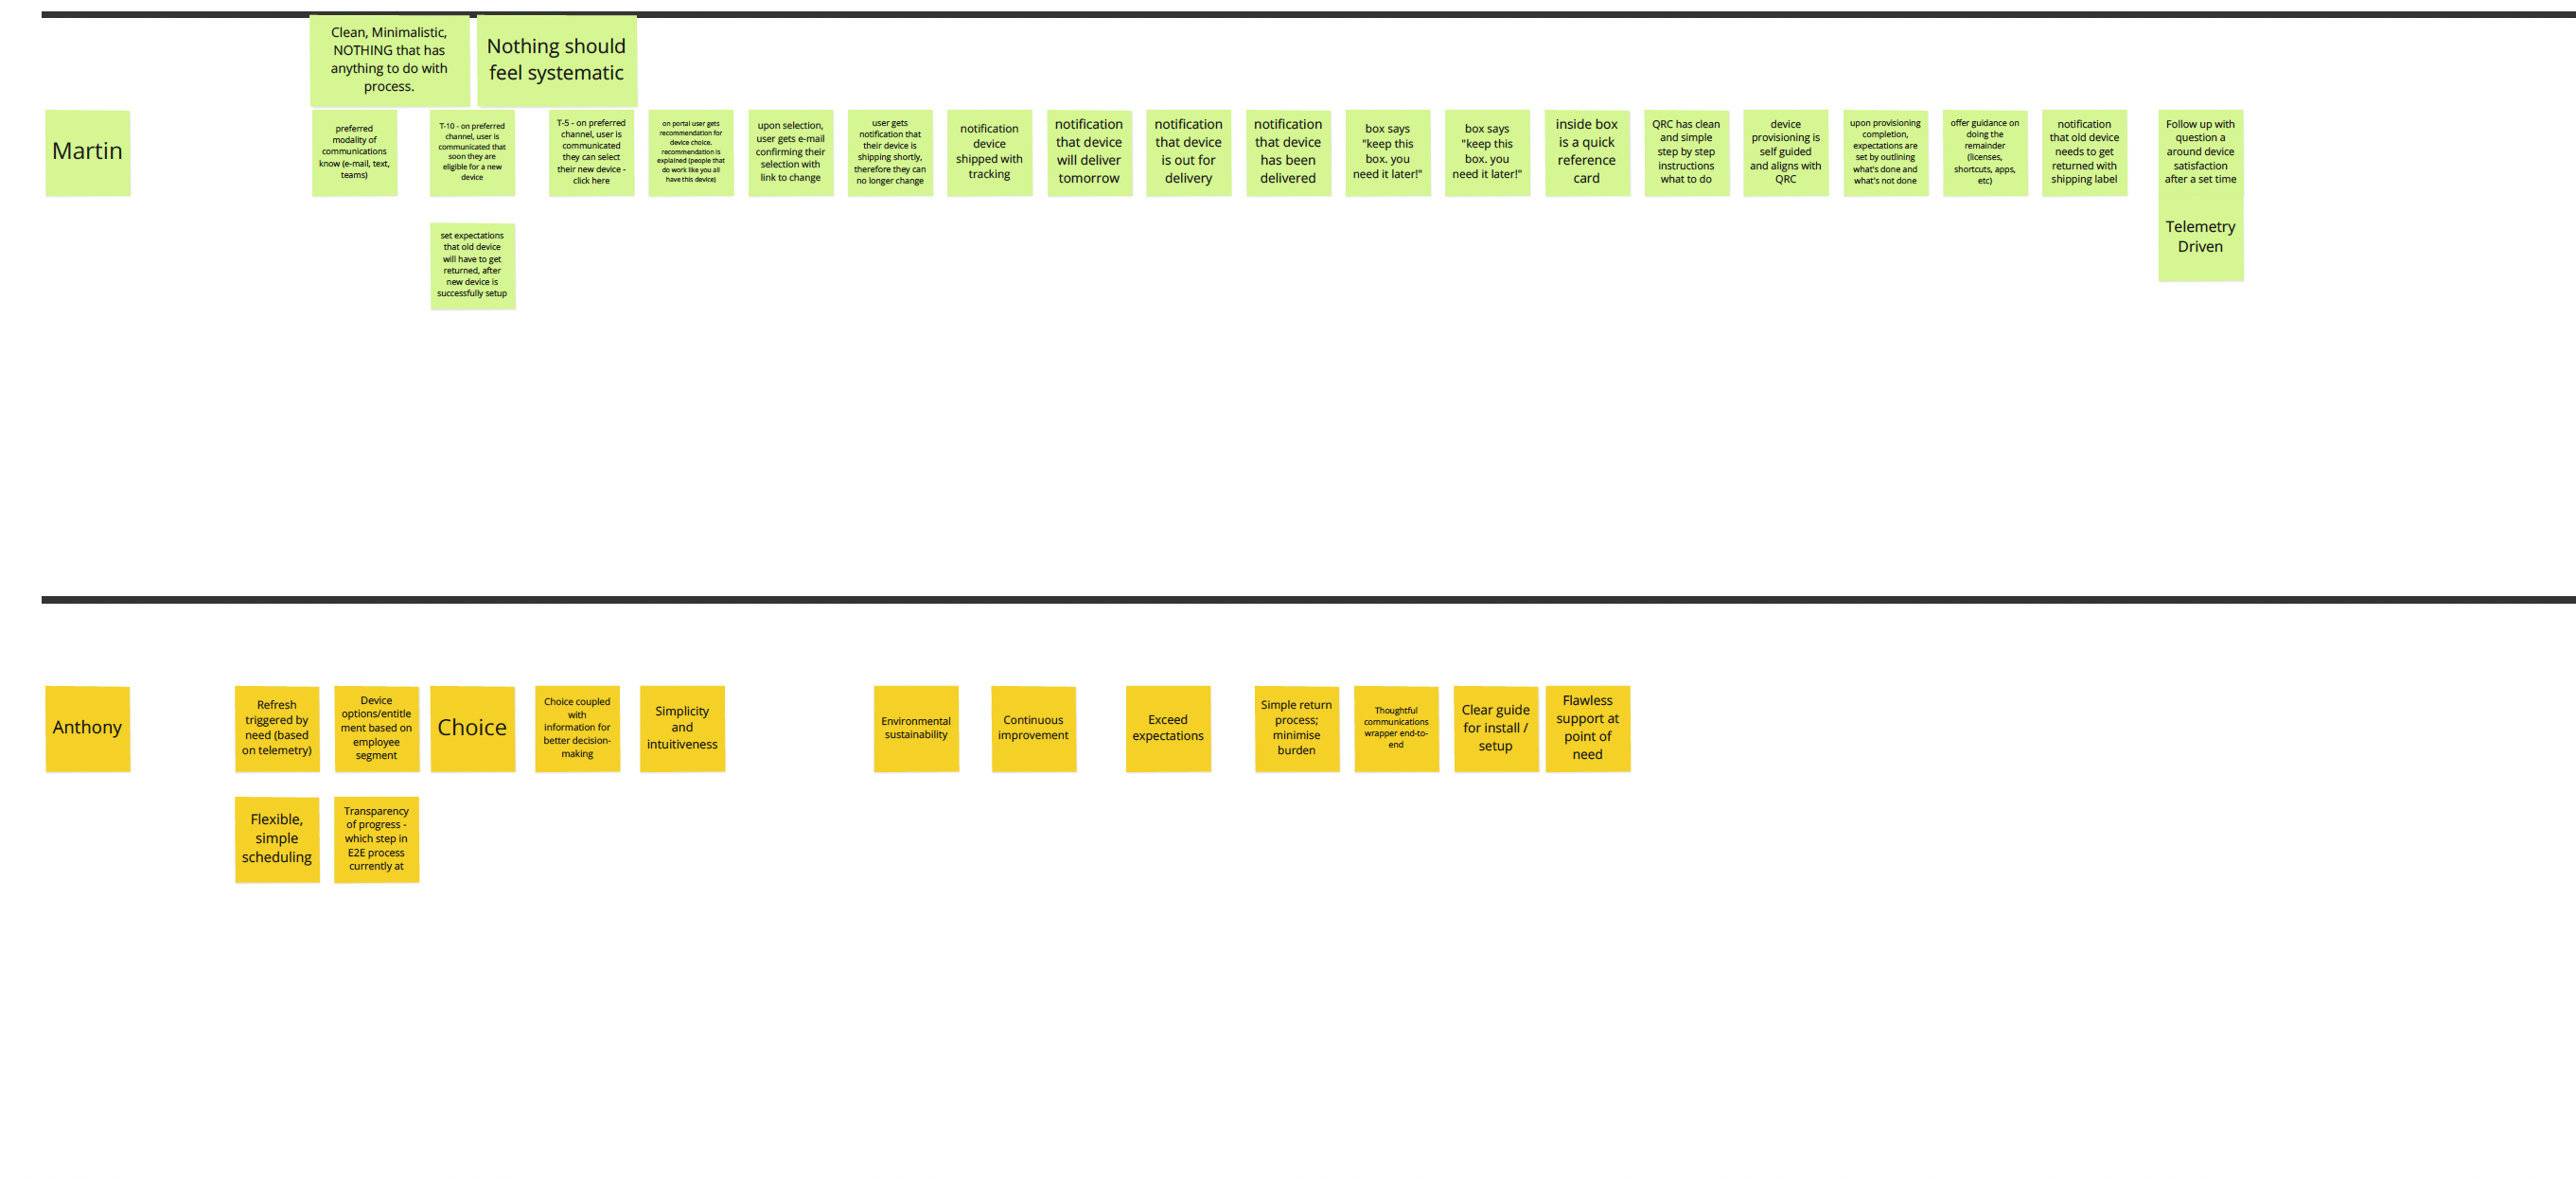 Clean, Minimalistic,
NOTHING that has
anything to do with
process.
Nothing should
feel systematic
Martin
preferred
modality of
communications
know (e-mail, text,
teams)
T-10 - on preferred
channel, user is
communicated that
soon they are
eligible for a new
device
T-5 - on preferred
channel, user is
communicated
they can select
their new device -
click here
on portal user gets
recommendation for
device choice.
recommendation is
explained (people that
do work like you all
have this device)
upon selection,
user gets e-mail
confirming their
selection with
link to change
user gets
notification that
their device is
shipping shortly,
therefore they can
no longer change
notification
device
shipped with
tracking
notification
that device
will deliver
tomorrow
notification
that device
is out for
delivery
notification
that device
has been
delivered
box says
"keep this
box. you
need it later!"
box says
"keep this
box. you
need it later!"
inside box
is a quick
reference
card
QRC has clean
and simple
step by step
instructions
what to do
device
provisioning is
self guided
and aligns with
QRC
upon provisioning
completion,
expectations are
set by outlining
what's done and
what's not done
offer guidance on
doing the
remainder
(licenses,
shortcuts, apps,
etc)
notification
that old device
needs to get
returned with
shipping label
Follow up with
question a
around device
satisfaction
after a set time
Telemetry
Driven
set expectations
that old device
will have to get
returned, after
new device is
successfully setup
Anthony
Refresh
triggered by
need (based
on telemetry)
Device
options/entitle
ment based on
employee
segment
Choice
Choice coupled
with
information for
better decision-
making
Simplicity
and
intuitiveness
Environmental
sustainability
Continuous
improvement
Exceed
expectations
Simple return
process;
minimise
burden
Thoughtful
communications
wrapper end-to-
end
Clear guide
for install /
setup
Flawless
support at
point of
need
Flexible,
simple
scheduling
Transparency
of progress -
which step in
E2E process
currently at